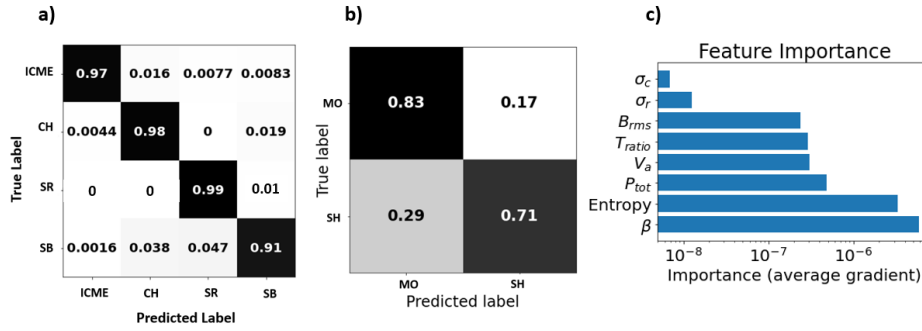 a)
ICME 0.97 0.016 0.0077 0.0083
CH 0.0044 0.98 0 0.019
SR 0 0 0.99 0.01
SB 0.0016 0.038 0.047 0.91
True Label
ICME CH SR SB
Predicted Label
b)
MO 0.83 0.17
SH 0.29 0.71
True label
MO SH
Predicted label
c)
Feature Importance
σc
σr
Brms
Tratio
Va
Ptot
Entropy
β
10⁻⁸ 10⁻⁷ 10⁻⁶
Importance (average gradient)